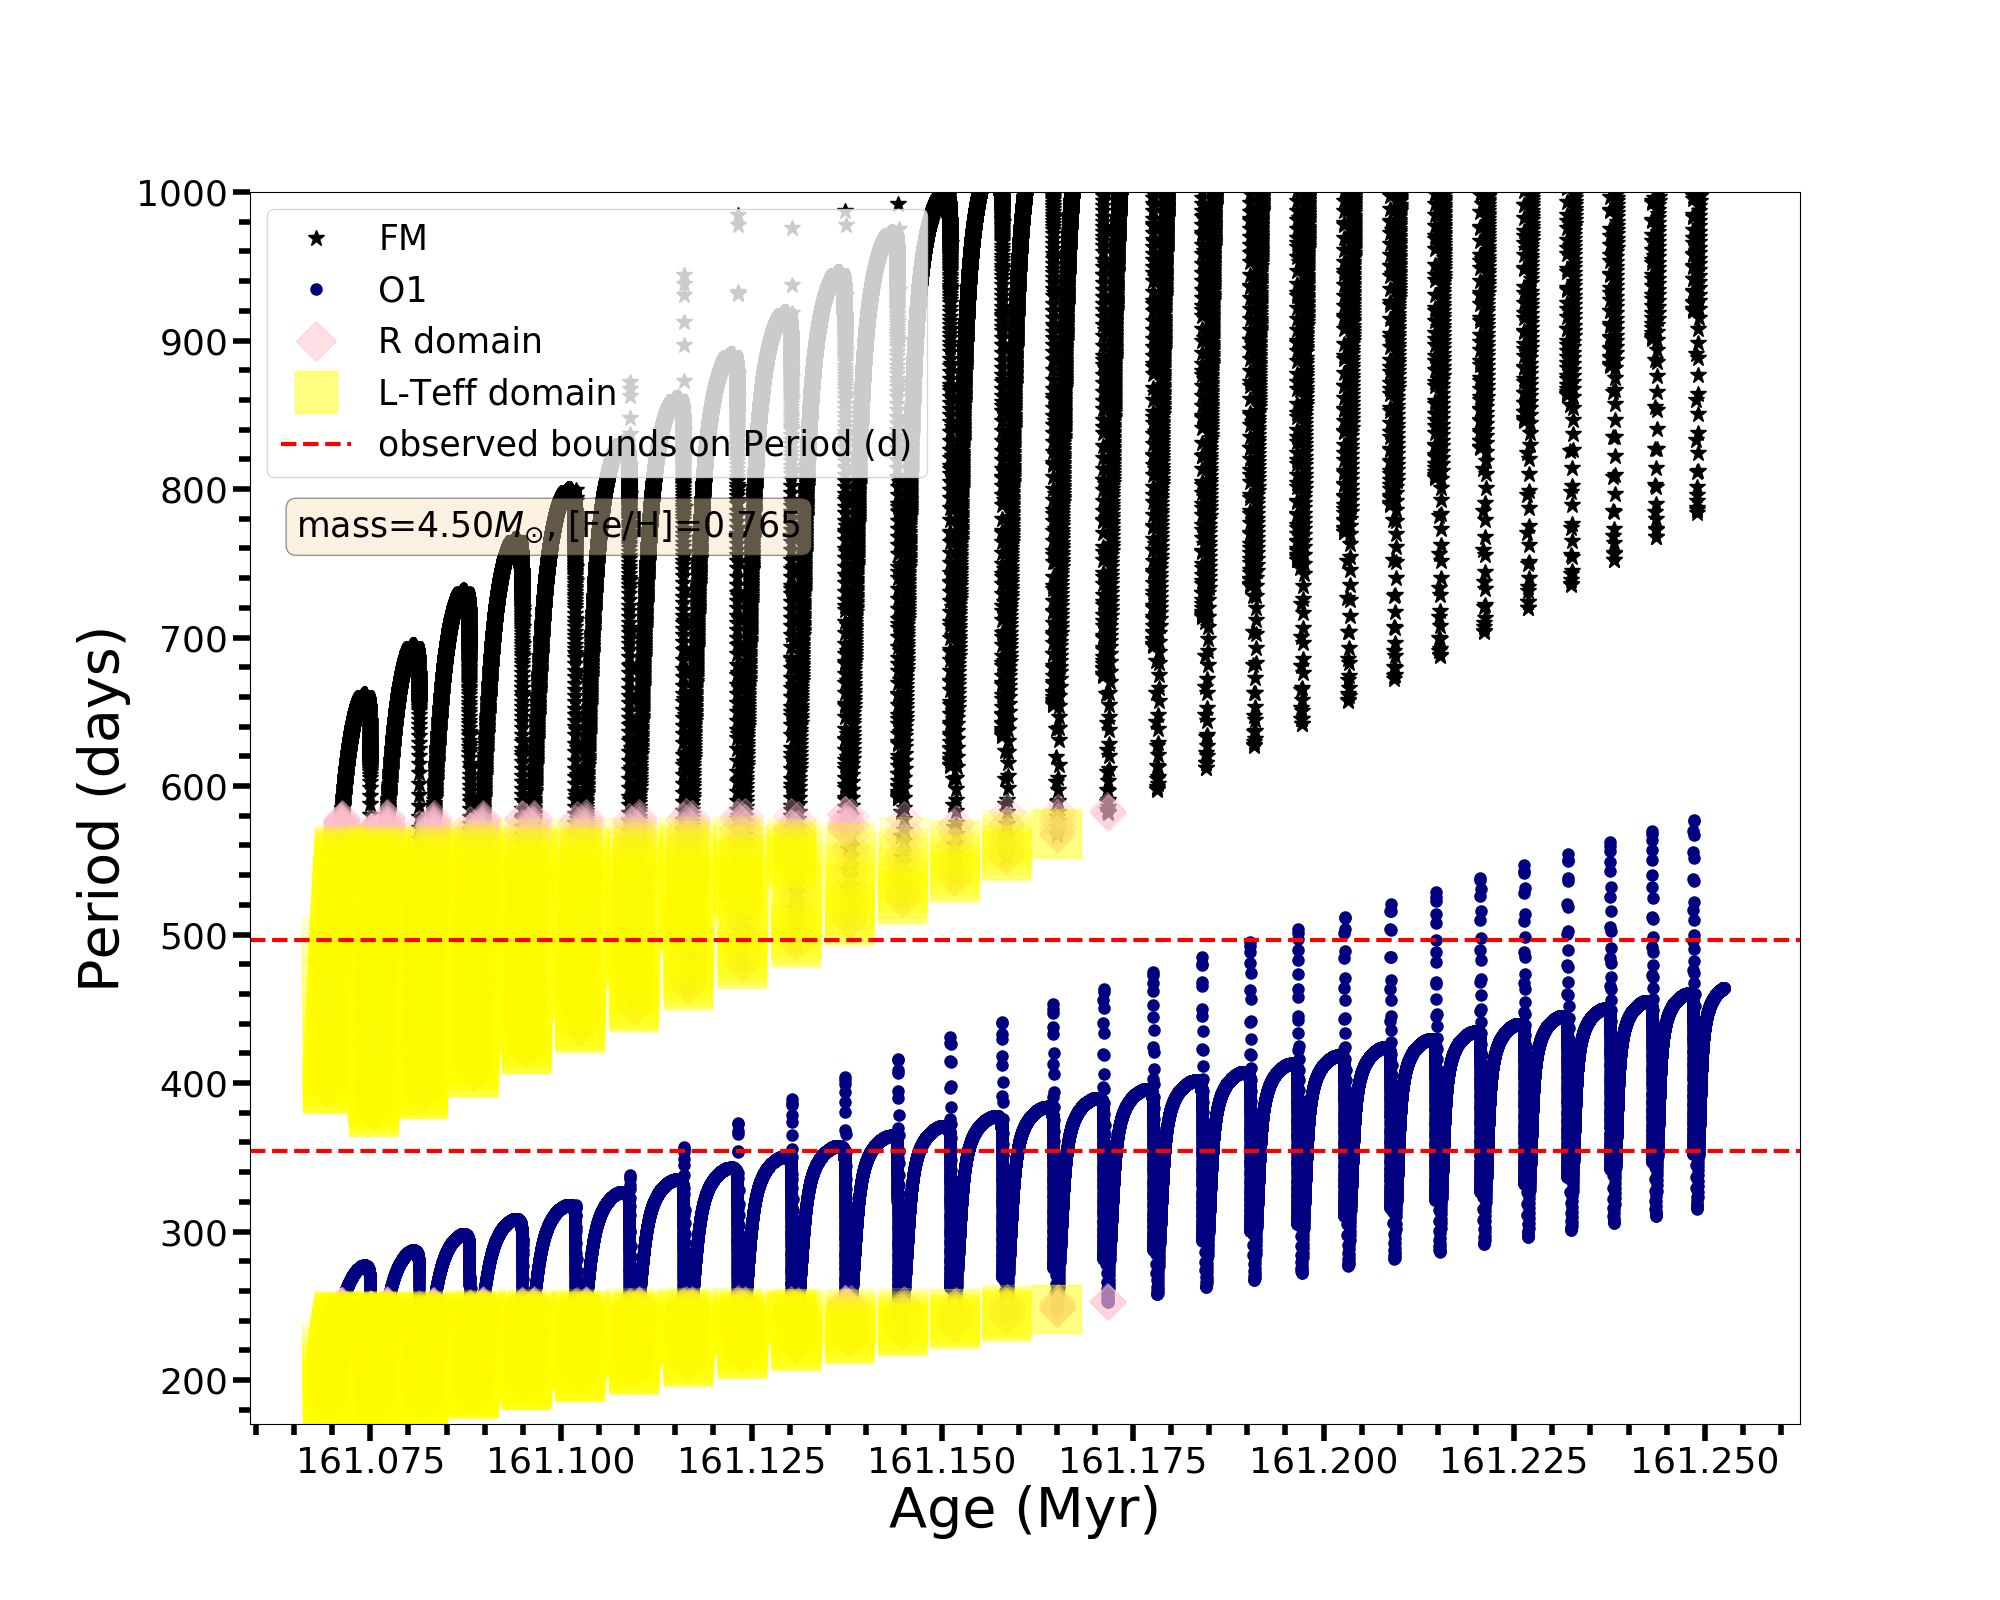 1000
900
800
700
600
500
400
300
200
Period (days)
FM
O1
R domain
L-Teff domain
observed bounds on Period (d)
mass=4.50M⊙, [Fe/H]=0.765
161.075 161.100 161.125 161.150 161.175 161.200 161.225 161.250
Age (Myr)